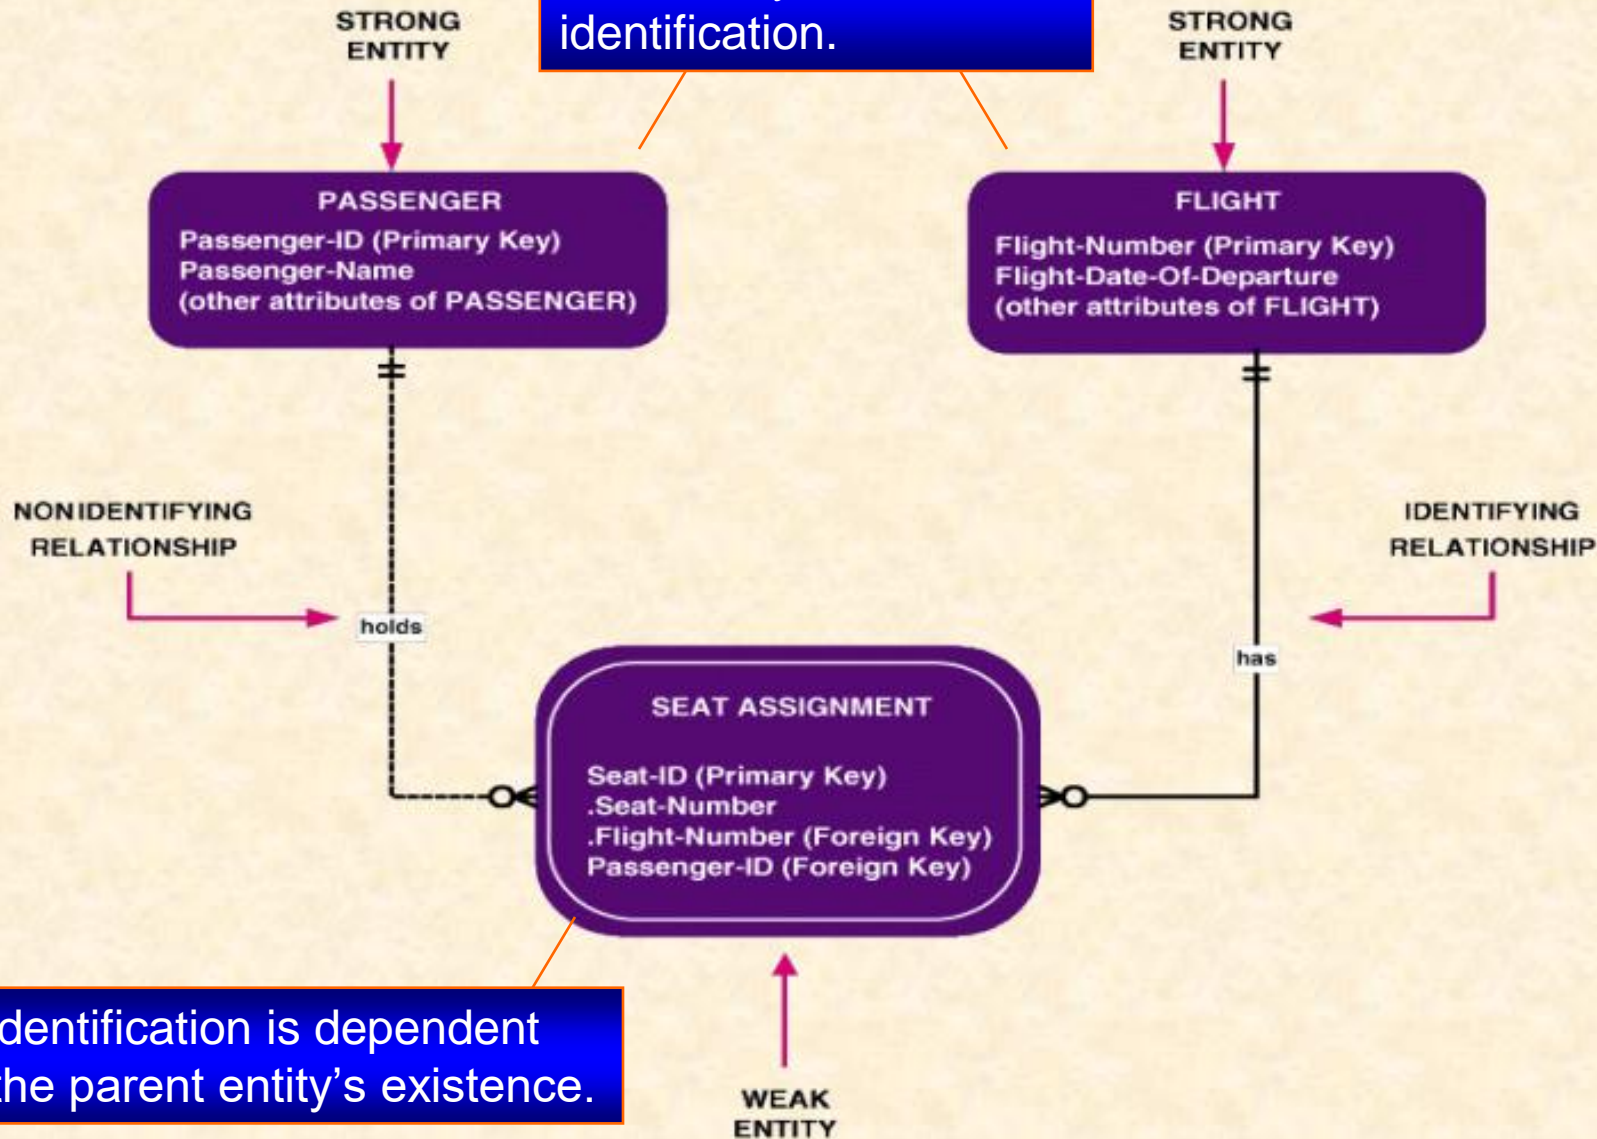 STRONG
ENTITY
identification.
STRONG
ENTITY
PASSENGER
Passenger-ID (Primary Key)
Passenger-Name
(other attributes of PASSENGER)
FLIGHT
Flight-Number (Primary Key)
Flight-Date-Of-Departure
(other attributes of FLIGHT)
NONIDENTIFYING
RELATIONSHIP
IDENTIFYING
RELATIONSHIP
holds
has
SEAT ASSIGNMENT
Seat-ID (Primary Key)
.Seat-Number
.Flight-Number (Foreign Key)
Passenger-ID (Foreign Key)
dentification is dependent
the parent entity’s existence.
WEAK
ENTITY